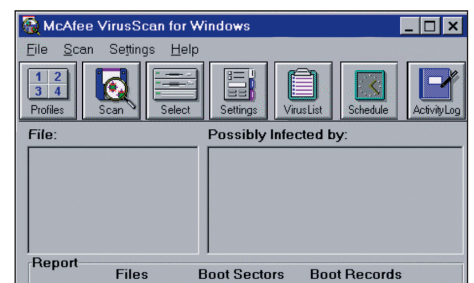 McAfee VirusScan for Windows
File Scan Settings Help
1 2
3 4
Profiles Scan Select Settings VirusList Schedule ActivityLog
File: Possibly Infected by:
Report
Files Boot Sectors Boot Records